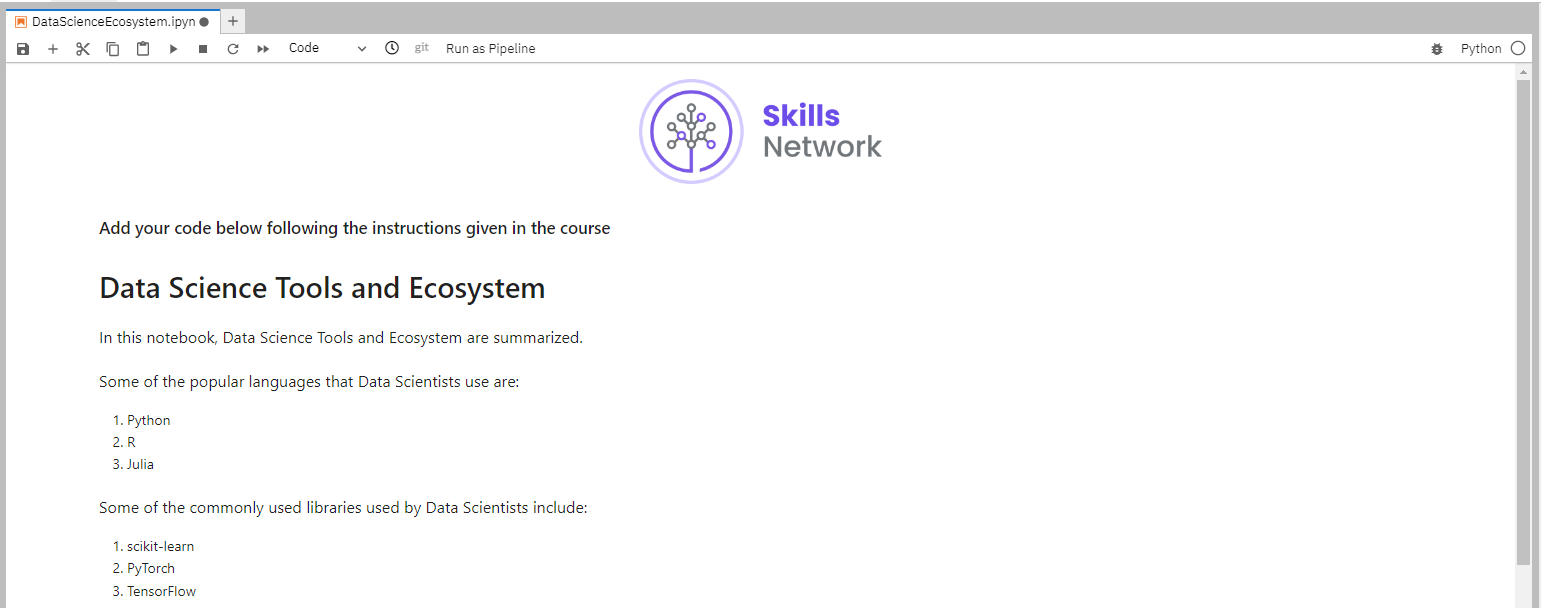 DataScienceEcosystem.ipyn
Code
git
Run as Pipeline
Python
Skills
Network
Add your code below following the instructions given in the course
Data Science Tools and Ecosystem
In this notebook, Data Science Tools and Ecosystem are summarized.
Some of the popular languages that Data Scientists use are:
1. Python
2. R
3. Julia
Some of the commonly used libraries used by Data Scientists include:
1. scikit-learn
2. PyTorch
3. TensorFlow